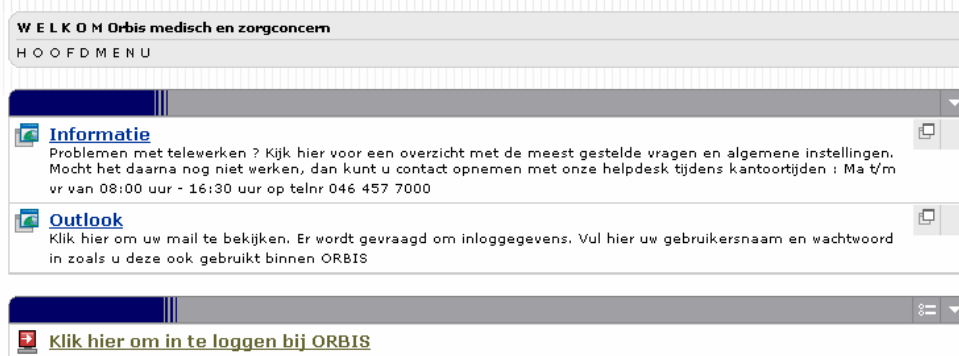 W E L K O M Orbis medisch en zorgconcern
H O O F D M E N U
Informatie
Problemen met telewerken ? Kijk hier voor een overzicht met de meest gestelde vragen en algemene instellingen.
Mocht het daarna nog niet werken, dan kunt u contact opnemen met onze helpdesk tijdens kantoortijden : Ma t/m
vr van 08:00 uur - 16:30 uur op telnr 046 457 7000
Outlook
Klik hier om uw mail te bekijken. Er wordt gevraagd om inloggegevens. Vul hier uw gebruikersnaam en wachtwoord
in zoals u deze ook gebruikt binnen ORBIS
Klik hier om in te loggen bij ORBIS